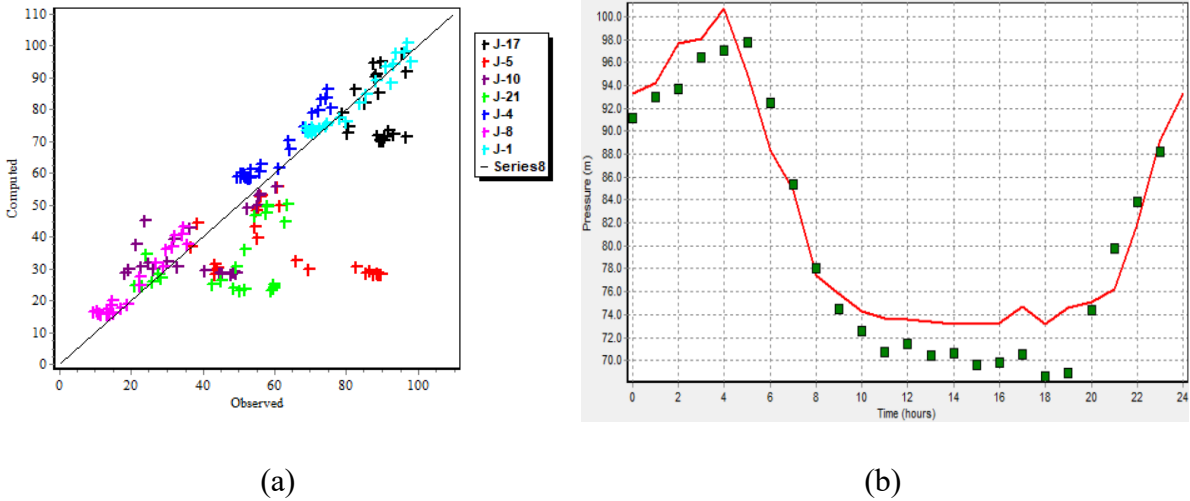 110
100
90
80
70
60
50
40
30
20
10
0
Computed
0 20 40 60 80 100
Observed
J-17
J-5
J-10
J-21
J-4
J-8
J-1
Series8
(a)
100.0
98.0
96.0
94.0
92.0
90.0
88.0
86.0
84.0
82.0
80.0
78.0
76.0
74.0
72.0
70.0
Pressure (m)
0 2 4 6 8 10 12 14 16 18 20 22 24
Time (hours)
(b)